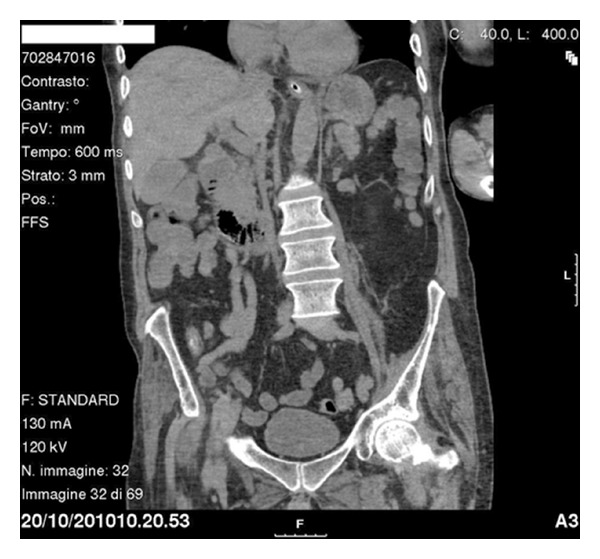 C: 40.0, L: 400.0
702847016
Contrasto:
Gantry: °
FoV: mm
Tempo: 600 ms
Strato: 3 mm
Pos.:
FFS
L
F: STANDARD
130 mA
120 kV
N. immagine: 32
Immagine 32 di 69
20/10/201010.20.53
F
A3